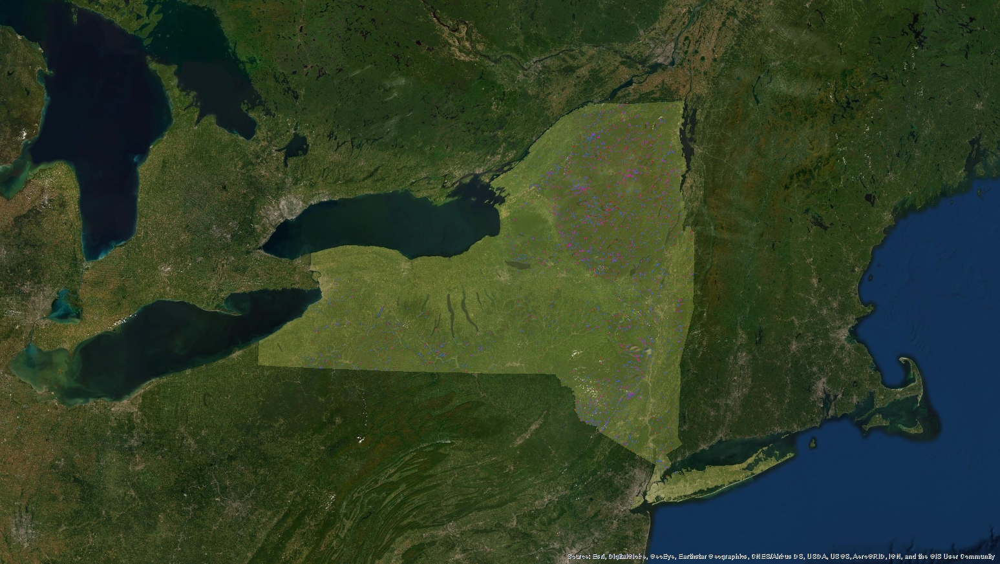 Source: Esri, DigitalGlobe, GeoEye, Earthstar Geographics, CNES/Airbus DS, USDA, USGS, AeroGRID, IGN, and the GIS User Community